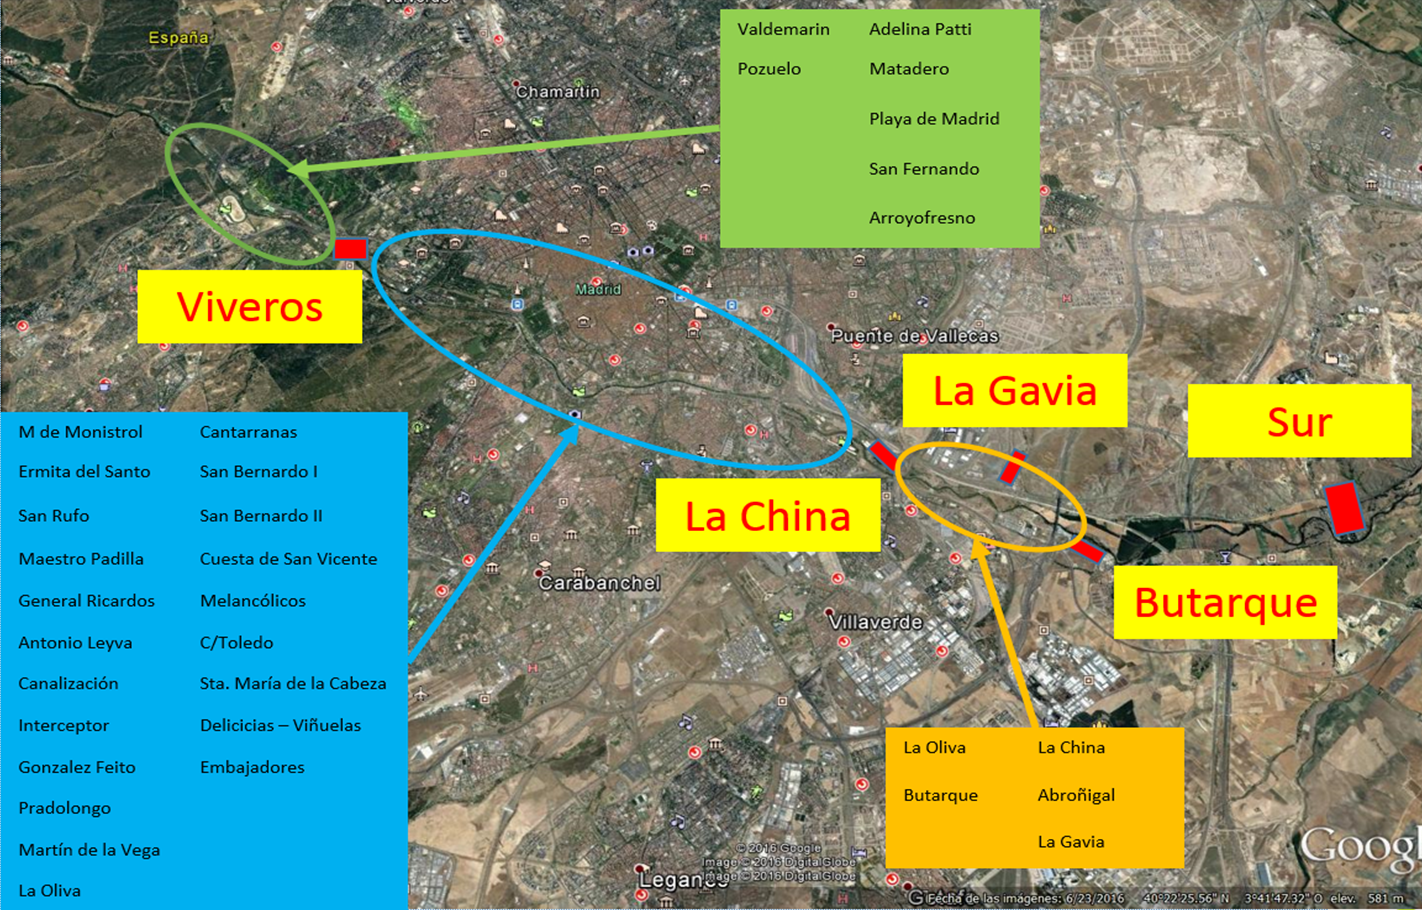 Valverde
España
Chamartín
Valdemarin Adelina Patti
Pozuelo Matadero
Playa de Madrid
San Fernando
Arroyofresno
Viveros
Madrid
Puente de Vallecas
La Gavia
Sur
La China
Butarque
Carabanchel
Villaverde
M de Monistrol Cantarranas
Ermita del Santo San Bernardo I
San Rufo San Bernardo II
Maestro Padilla Cuesta de San Vicente
General Ricardos Melancólicos
Antonio Leyva C/Toledo
Canalización Sta. María de la Cabeza
Interceptor Delicicias – Viñuelas
Gonzalez Feito Embajadores
Pradolongo
Martín de la Vega
La Oliva
La Oliva La China
Butarque Abroñigal
La Gavia
© 2016 Google
Image © 2016 DigitalGlobe
Image © 2016 DigitalGlobe
Leganés
Googl
Fecha de las imágenes: 6/23/2016 40°22'25.56" N 3°41'47.32" O elev. 581 m